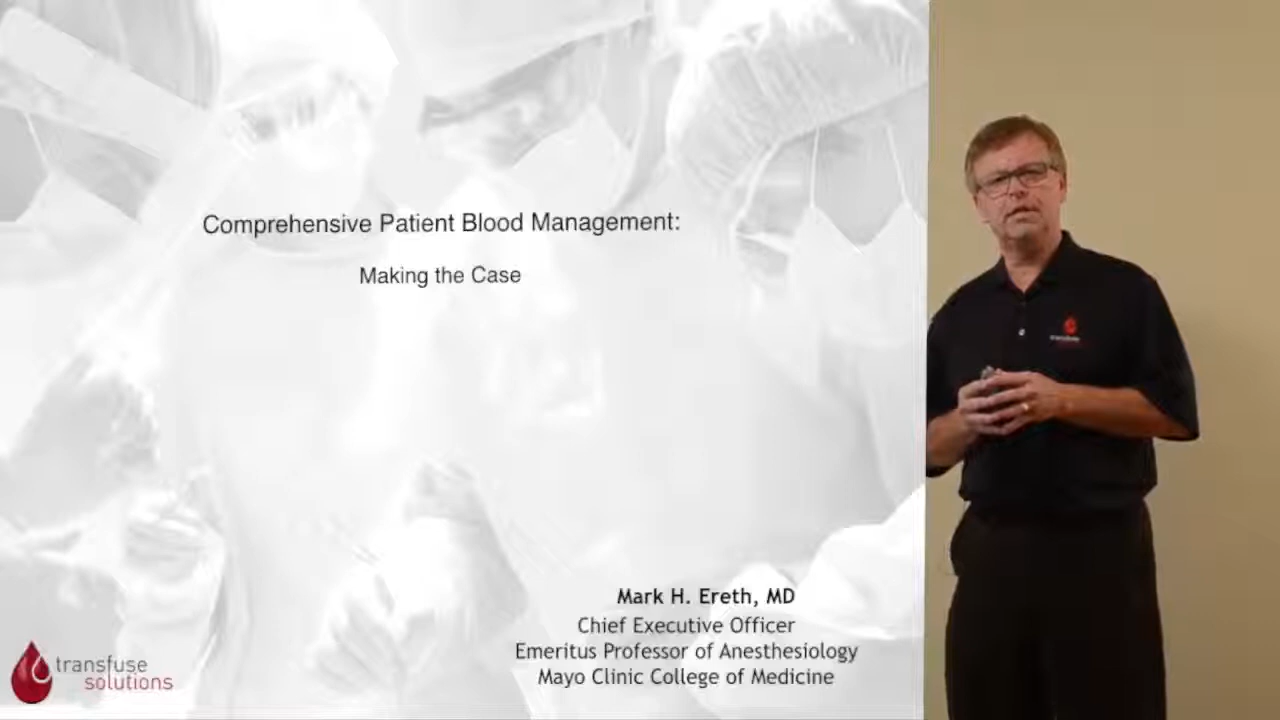 Comprehensive Patient Blood Management:
Making the Case
Mark H. Ereth, MD
Chief Executive Officer
Emeritus Professor of Anesthesiology
Mayo Clinic College of Medicine
transfuse
solutions
transfuse